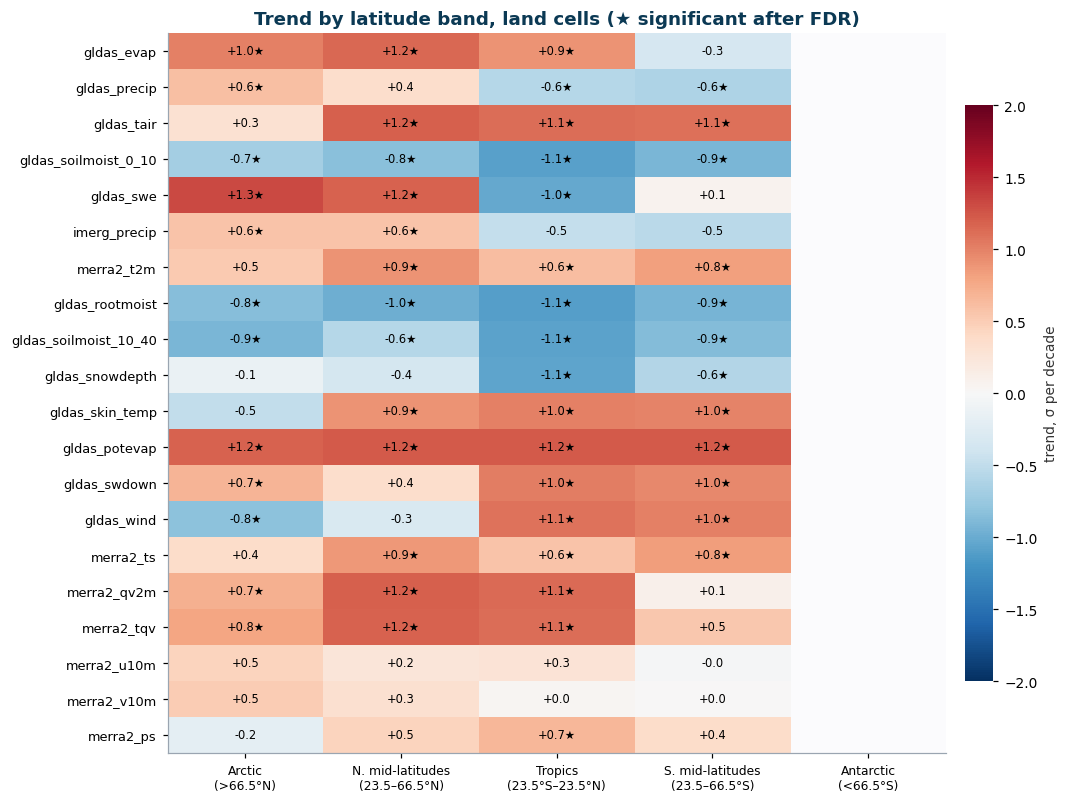 Trend by latitude band, land cells (★ significant after FDR)
gldas_evap +1.0★ +1.2★ +0.9★ -0.3
gldas_precip +0.6★ +0.4 -0.6★ -0.6★
gldas_tair +0.3 +1.2★ +1.1★ +1.1★
gldas_soilmoist_0_10 -0.7★ -0.8★ -1.1★ -0.9★
gldas_swe +1.3★ +1.2★ -1.0★ +0.1
imerg_precip +0.6★ +0.6★ -0.5 -0.5
merra2_t2m +0.5 +0.9★ +0.6★ +0.8★
gldas_rootmoist -0.8★ -1.0★ -1.1★ -0.9★
gldas_soilmoist_10_40 -0.9★ -0.6★ -1.1★ -0.9★
gldas_snowdepth -0.1 -0.4 -1.1★ -0.6★
gldas_skin_temp -0.5 +0.9★ +1.0★ +1.0★
gldas_potevap +1.2★ +1.2★ +1.2★ +1.2★
gldas_swdown +0.7★ +0.4 +1.0★ +1.0★
gldas_wind -0.8★ -0.3 +1.1★ +1.0★
merra2_ts +0.4 +0.9★ +0.6★ +0.8★
merra2_qv2m +0.7★ +1.2★ +1.1★ +0.1
merra2_tqv +0.8★ +1.2★ +1.1★ +0.5
merra2_u10m +0.5 +0.2 +0.3 -0.0
merra2_v10m +0.5 +0.3 +0.0 +0.0
merra2_ps -0.2 +0.5 +0.7★ +0.4
Arctic N. mid-latitudes Tropics S. mid-latitudes Antarctic
(>66.5°N) (23.5–66.5°N) (23.5°S–23.5°N) (23.5–66.5°S) (<66.5°S)
2.0
1.5
1.0
0.5
0.0
−0.5
−1.0
−1.5
−2.0
trend, σ per decade